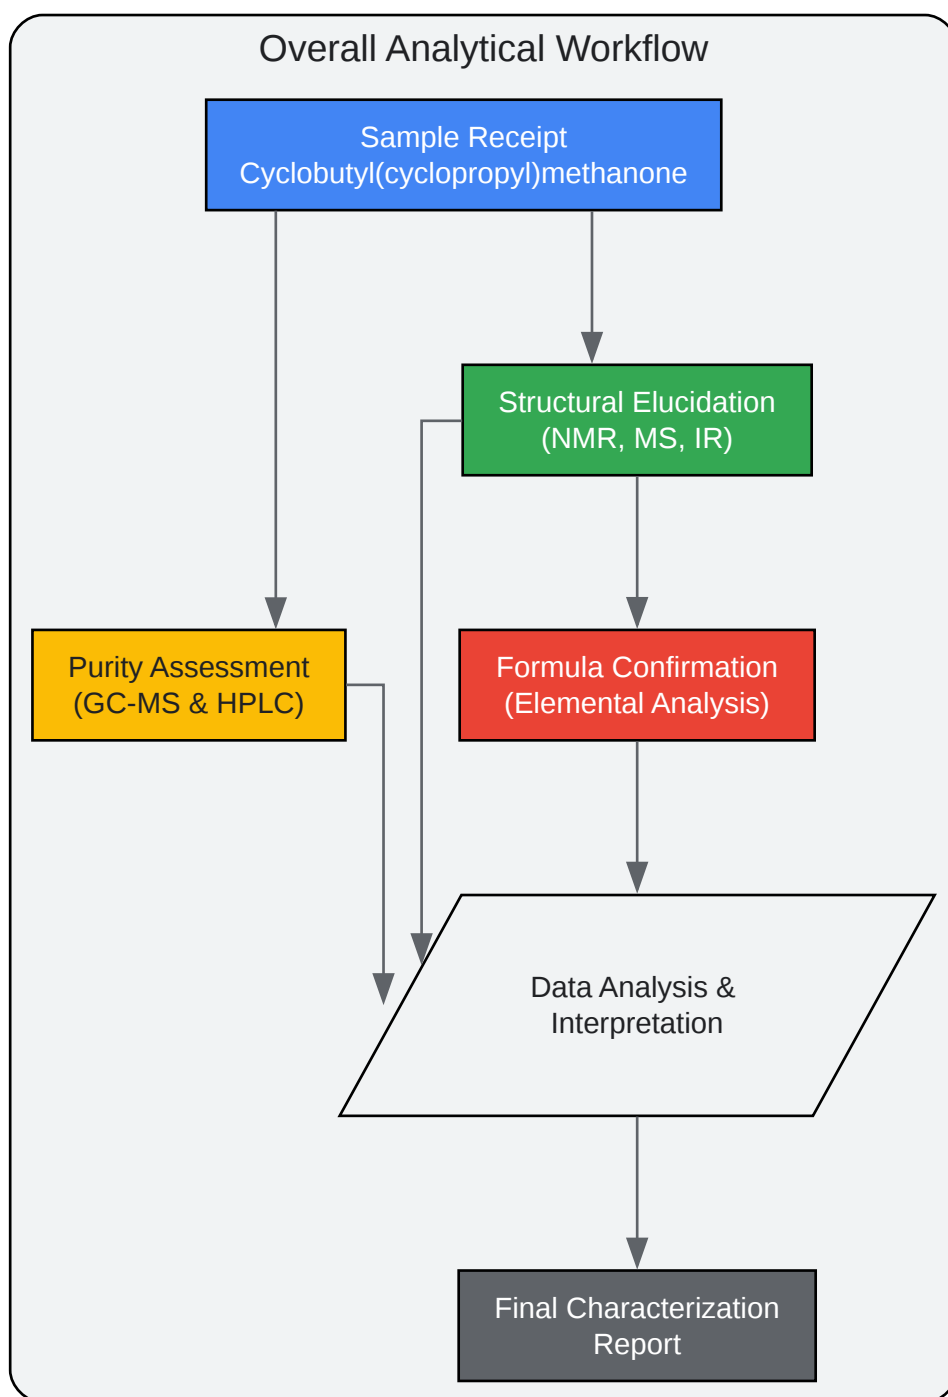 Overall Analytical Workflow
Sample Receipt
Cyclobutyl(cyclopropyl)methanone
Structural Elucidation
(NMR, MS, IR)
Purity Assessment
(GC-MS & HPLC)
Formula Confirmation
(Elemental Analysis)
Data Analysis &
Interpretation
Final Characterization
Report